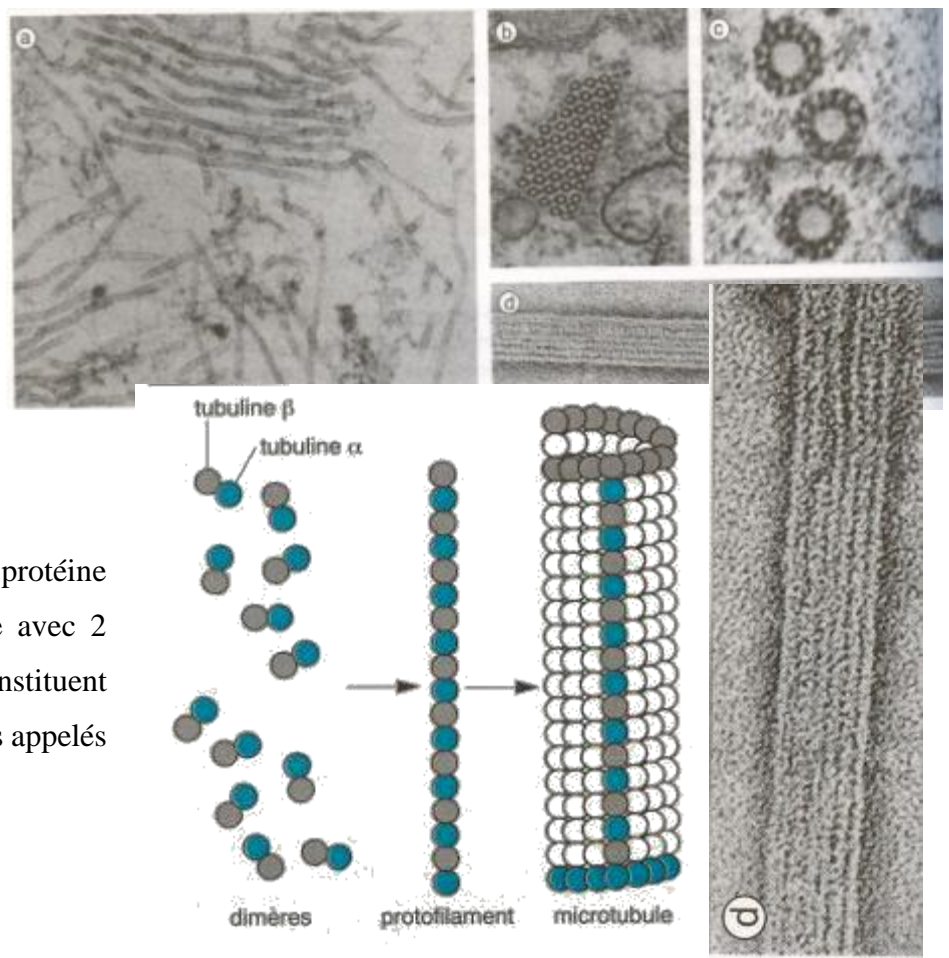 a
b
c
d
tubuline β
tubuline α
protéine
avec 2
nstituent
appelés
dimères
protofilament
microtubule
d